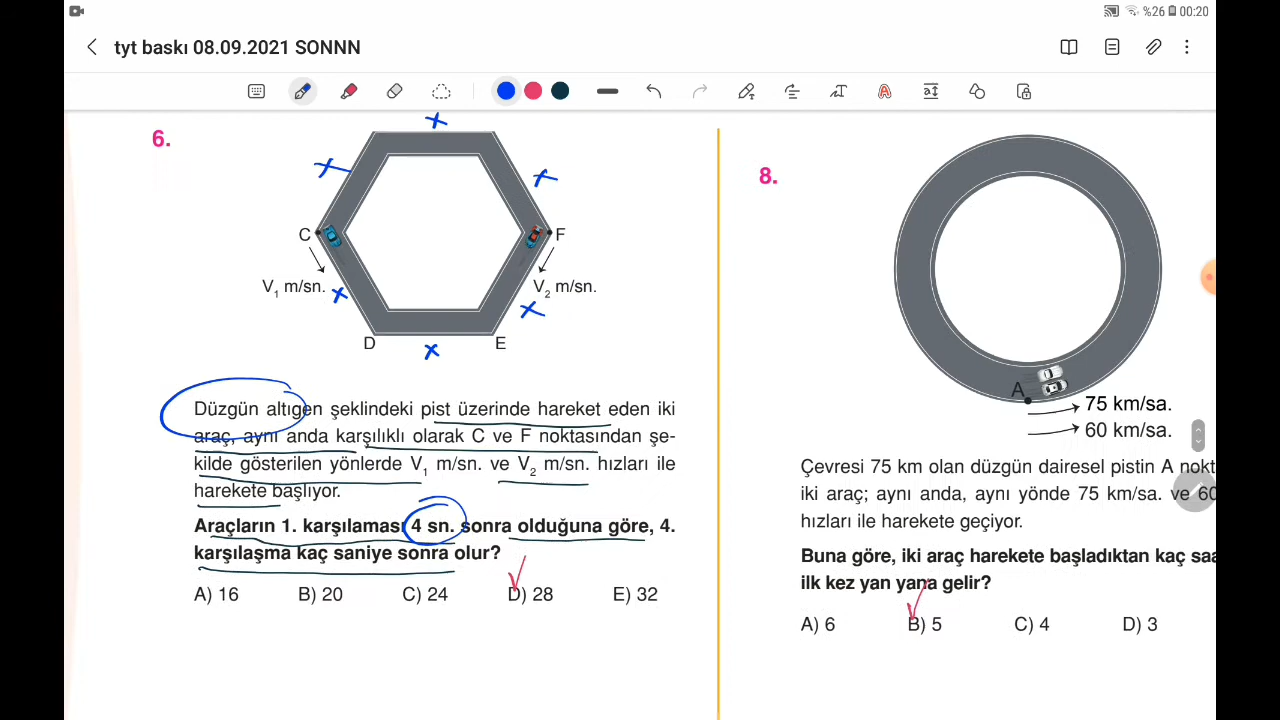 %26 00:20
tyt baskı 08.09.2021 SONNN
6.
C
F
V1 m/sn.
V2 m/sn.
D
E
x
x
x
x
x
x
Düzgün altıgen şeklindeki pist üzerinde hareket eden iki
araç, aynı anda karşılıklı olarak C ve F noktasından şe-
kilde gösterilen yönlerde V1 m/sn. ve V2 m/sn. hızları ile
harekete başlıyor.
Araçların 1. karşılaması 4 sn. sonra olduğuna göre, 4.
karşılaşma kaç saniye sonra olur?
A) 16 B) 20 C) 24 D) 28 E) 32
8.
A
75 km/sa.
60 km/sa.
Çevresi 75 km olan düzgün dairesel pistin A nokt
iki araç; aynı anda, aynı yönde 75 km/sa. ve 60
hızları ile harekete geçiyor.
Buna göre, iki araç harekete başladıktan kaç saa
ilk kez yan yana gelir?
A) 6 B) 5 C) 4 D) 3